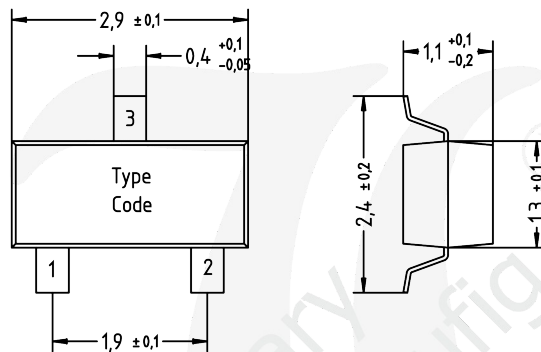 2,9 ±0,1
0,4 +0,1 -0,05
1,1 +0,1 -0,2
3
Type
Code
2,4 ±0,2
1,3 ±0,1
1
2
1,9 ±0,1